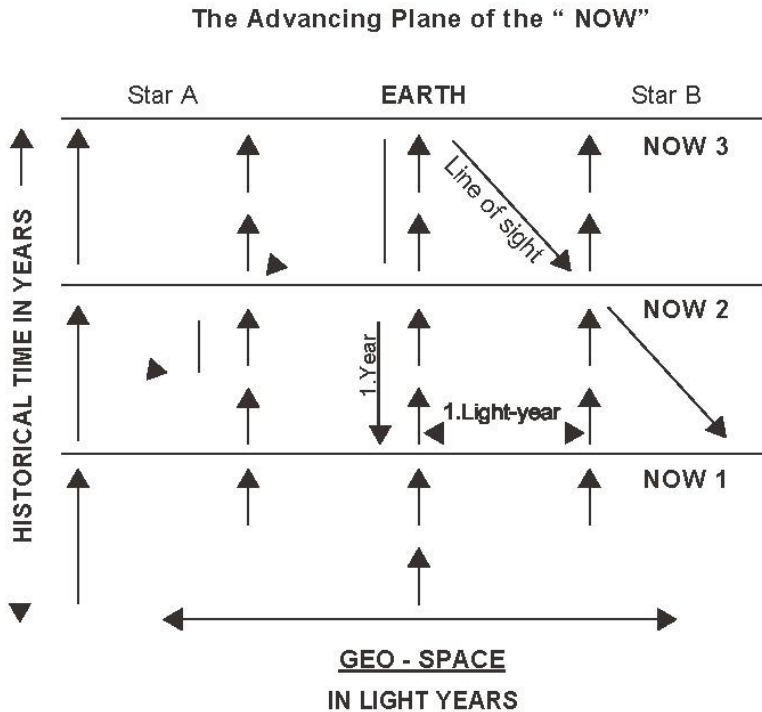 The Advancing Plane of the “ NOW”
Star A
EARTH
Star B
NOW 3
Line of sight
HISTORICAL TIME IN YEARS
NOW 2
1.Year
1.Light-year
NOW 1
GEO - SPACE
IN LIGHT YEARS